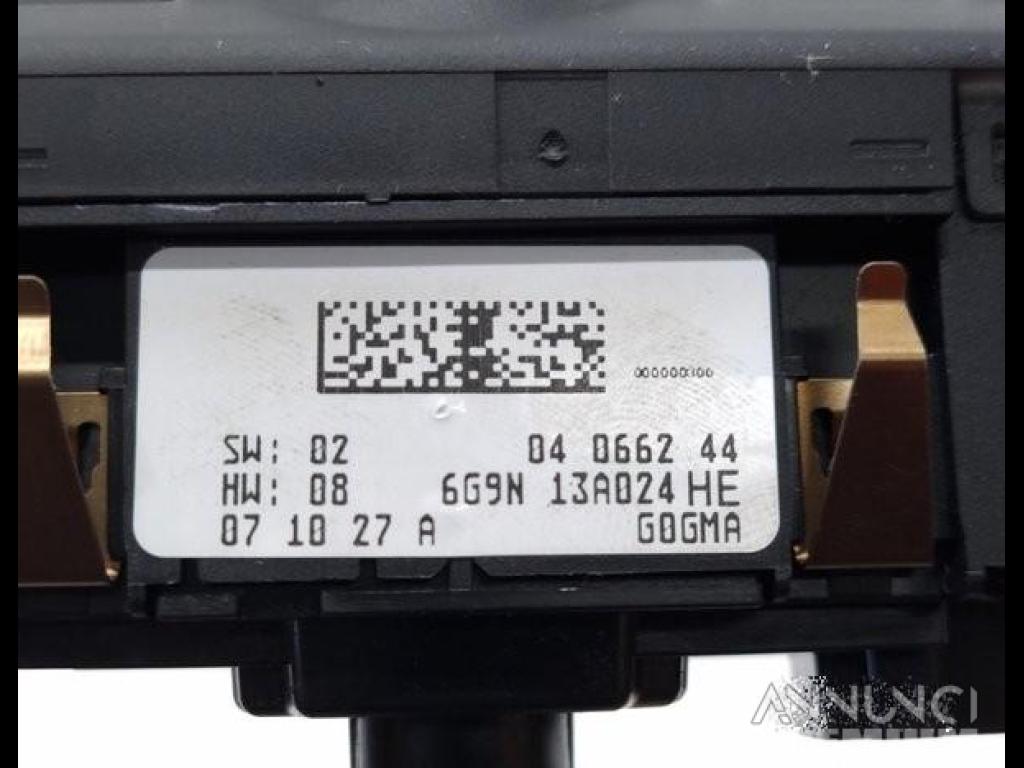 000000100
SW: 02 04 0662 44
HW: 08 6G9N 13A024 HE
07 10 27 A G0GMA
ANNUNCI